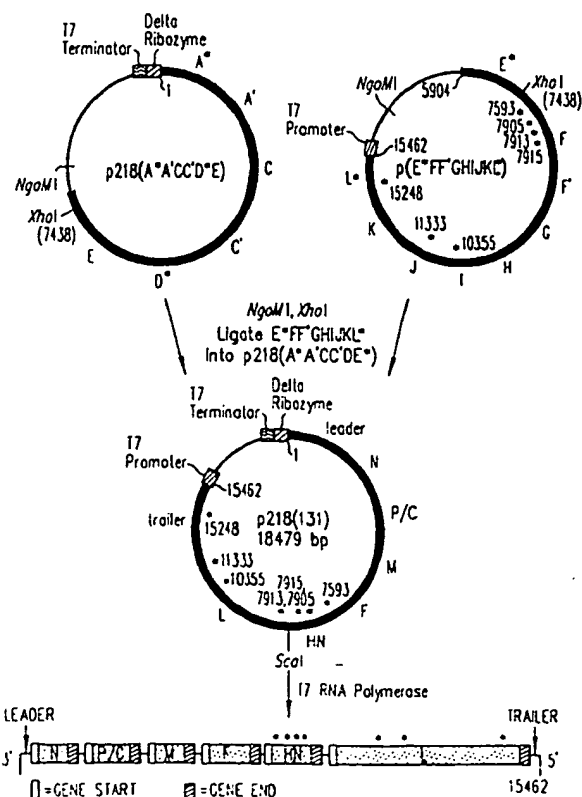 T7 Terminator
Delta Ribozyme
1
A*
A'
C
C'
D*
E
XhoI (7438)
NgoMI
p218(A*A'CC'D*E)
E*
XhoI (7438)
5904
NgoMI
T7 Promoter
15462
7593
7905
7913
7915
F
F'
G
H
I
J
K
L*
15248
11333
10355
NgoMI, XhoI
Ligate E*FF'GHIJKL*
Into p218(A*A'CC'DE*)
T7 Terminator
Delta Ribozyme
1
leader
T7 Promoter
15462
N
P/C
M
F
HN
L
trailer
p218(131)
18479 bp
15248
11333
10355
7915,
7913,
7905
7593
ScaI
T7 RNA Polymerase
LEADER
TRAILER
3'
N
P/C
M
F
HN
L
5'
15462
=GENE START
=GENE END